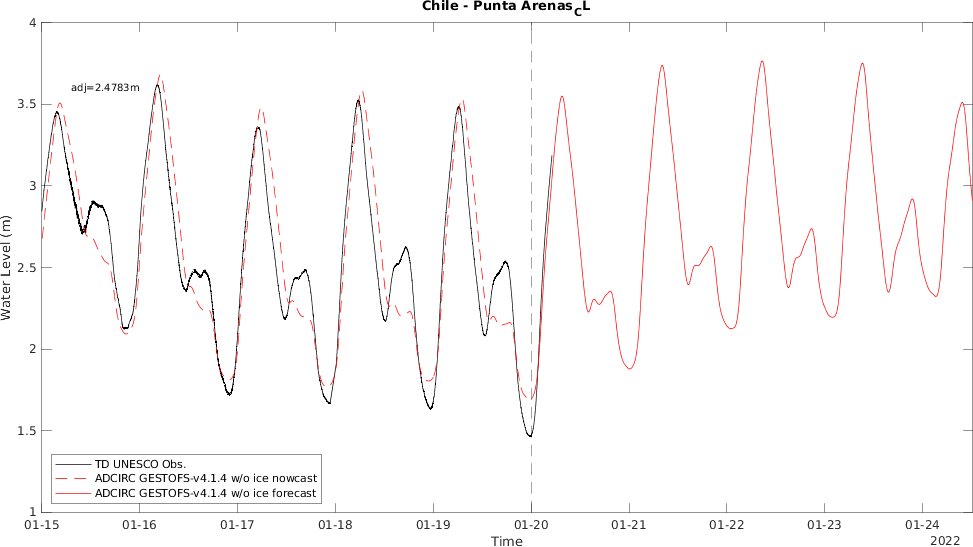 Chile - Punta Arenas_CL
4
3.5
3
2.5
2
1.5
1
Water Level (m)
adj=2.4783m
TD UNESCO Obs.
ADCIRC GESTOFS-v4.1.4 w/o ice nowcast
ADCIRC GESTOFS-v4.1.4 w/o ice forecast
01-15 01-16 01-17 01-18 01-19 01-20 01-21 01-22 01-23 01-24
Time
2022